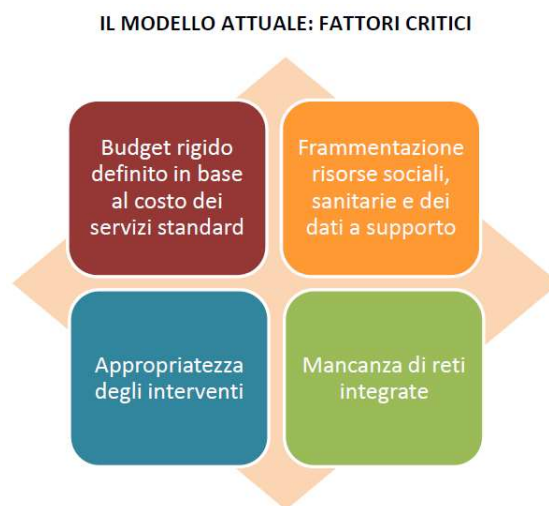 IL MODELLO ATTUALE: FATTORI CRITICI
Budget rigido
definito in base
al costo dei
servizi standard
Frammentazione
risorse sociali,
sanitarie e dei
dati a supporto
Appropriatezza
degli interventi
Mancanza di reti
integrate